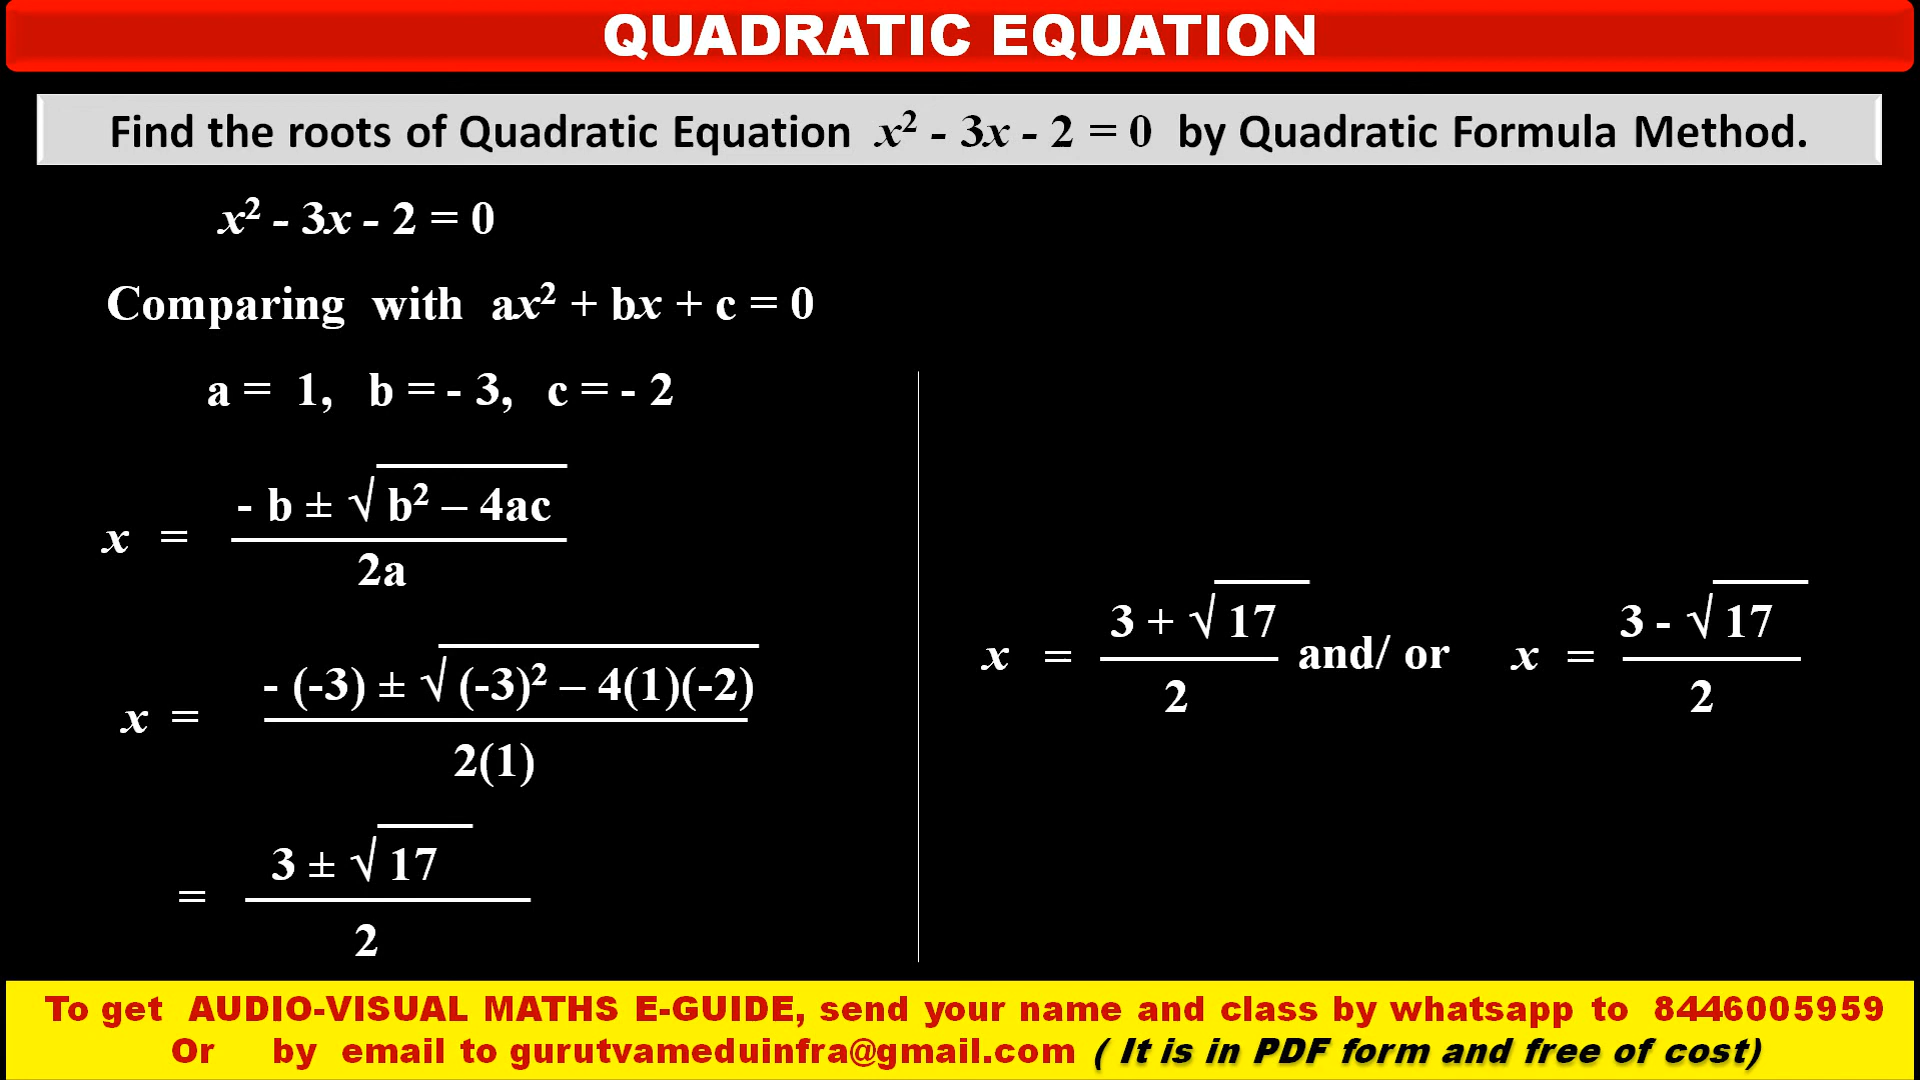 QUADRATIC EQUATION
Find the roots of Quadratic Equation x² - 3x - 2 = 0 by Quadratic Formula Method.
x² - 3x - 2 = 0
Comparing with ax² + bx + c = 0
a = 1, b = - 3, c = - 2
- b ± √ b² – 4ac
x =
2a
- (-3) ± √ (-3)² – 4(1)(-2)
x =
2(1)
3 ± √ 17
=
2
3 + √ 17
x = and/ or
2
3 - √ 17
x =
2
To get AUDIO-VISUAL MATHS E-GUIDE, send your name and class by whatsapp to 8446005959
Or by email to gurutvameduinfra@gmail.com ( It is in PDF form and free of cost)